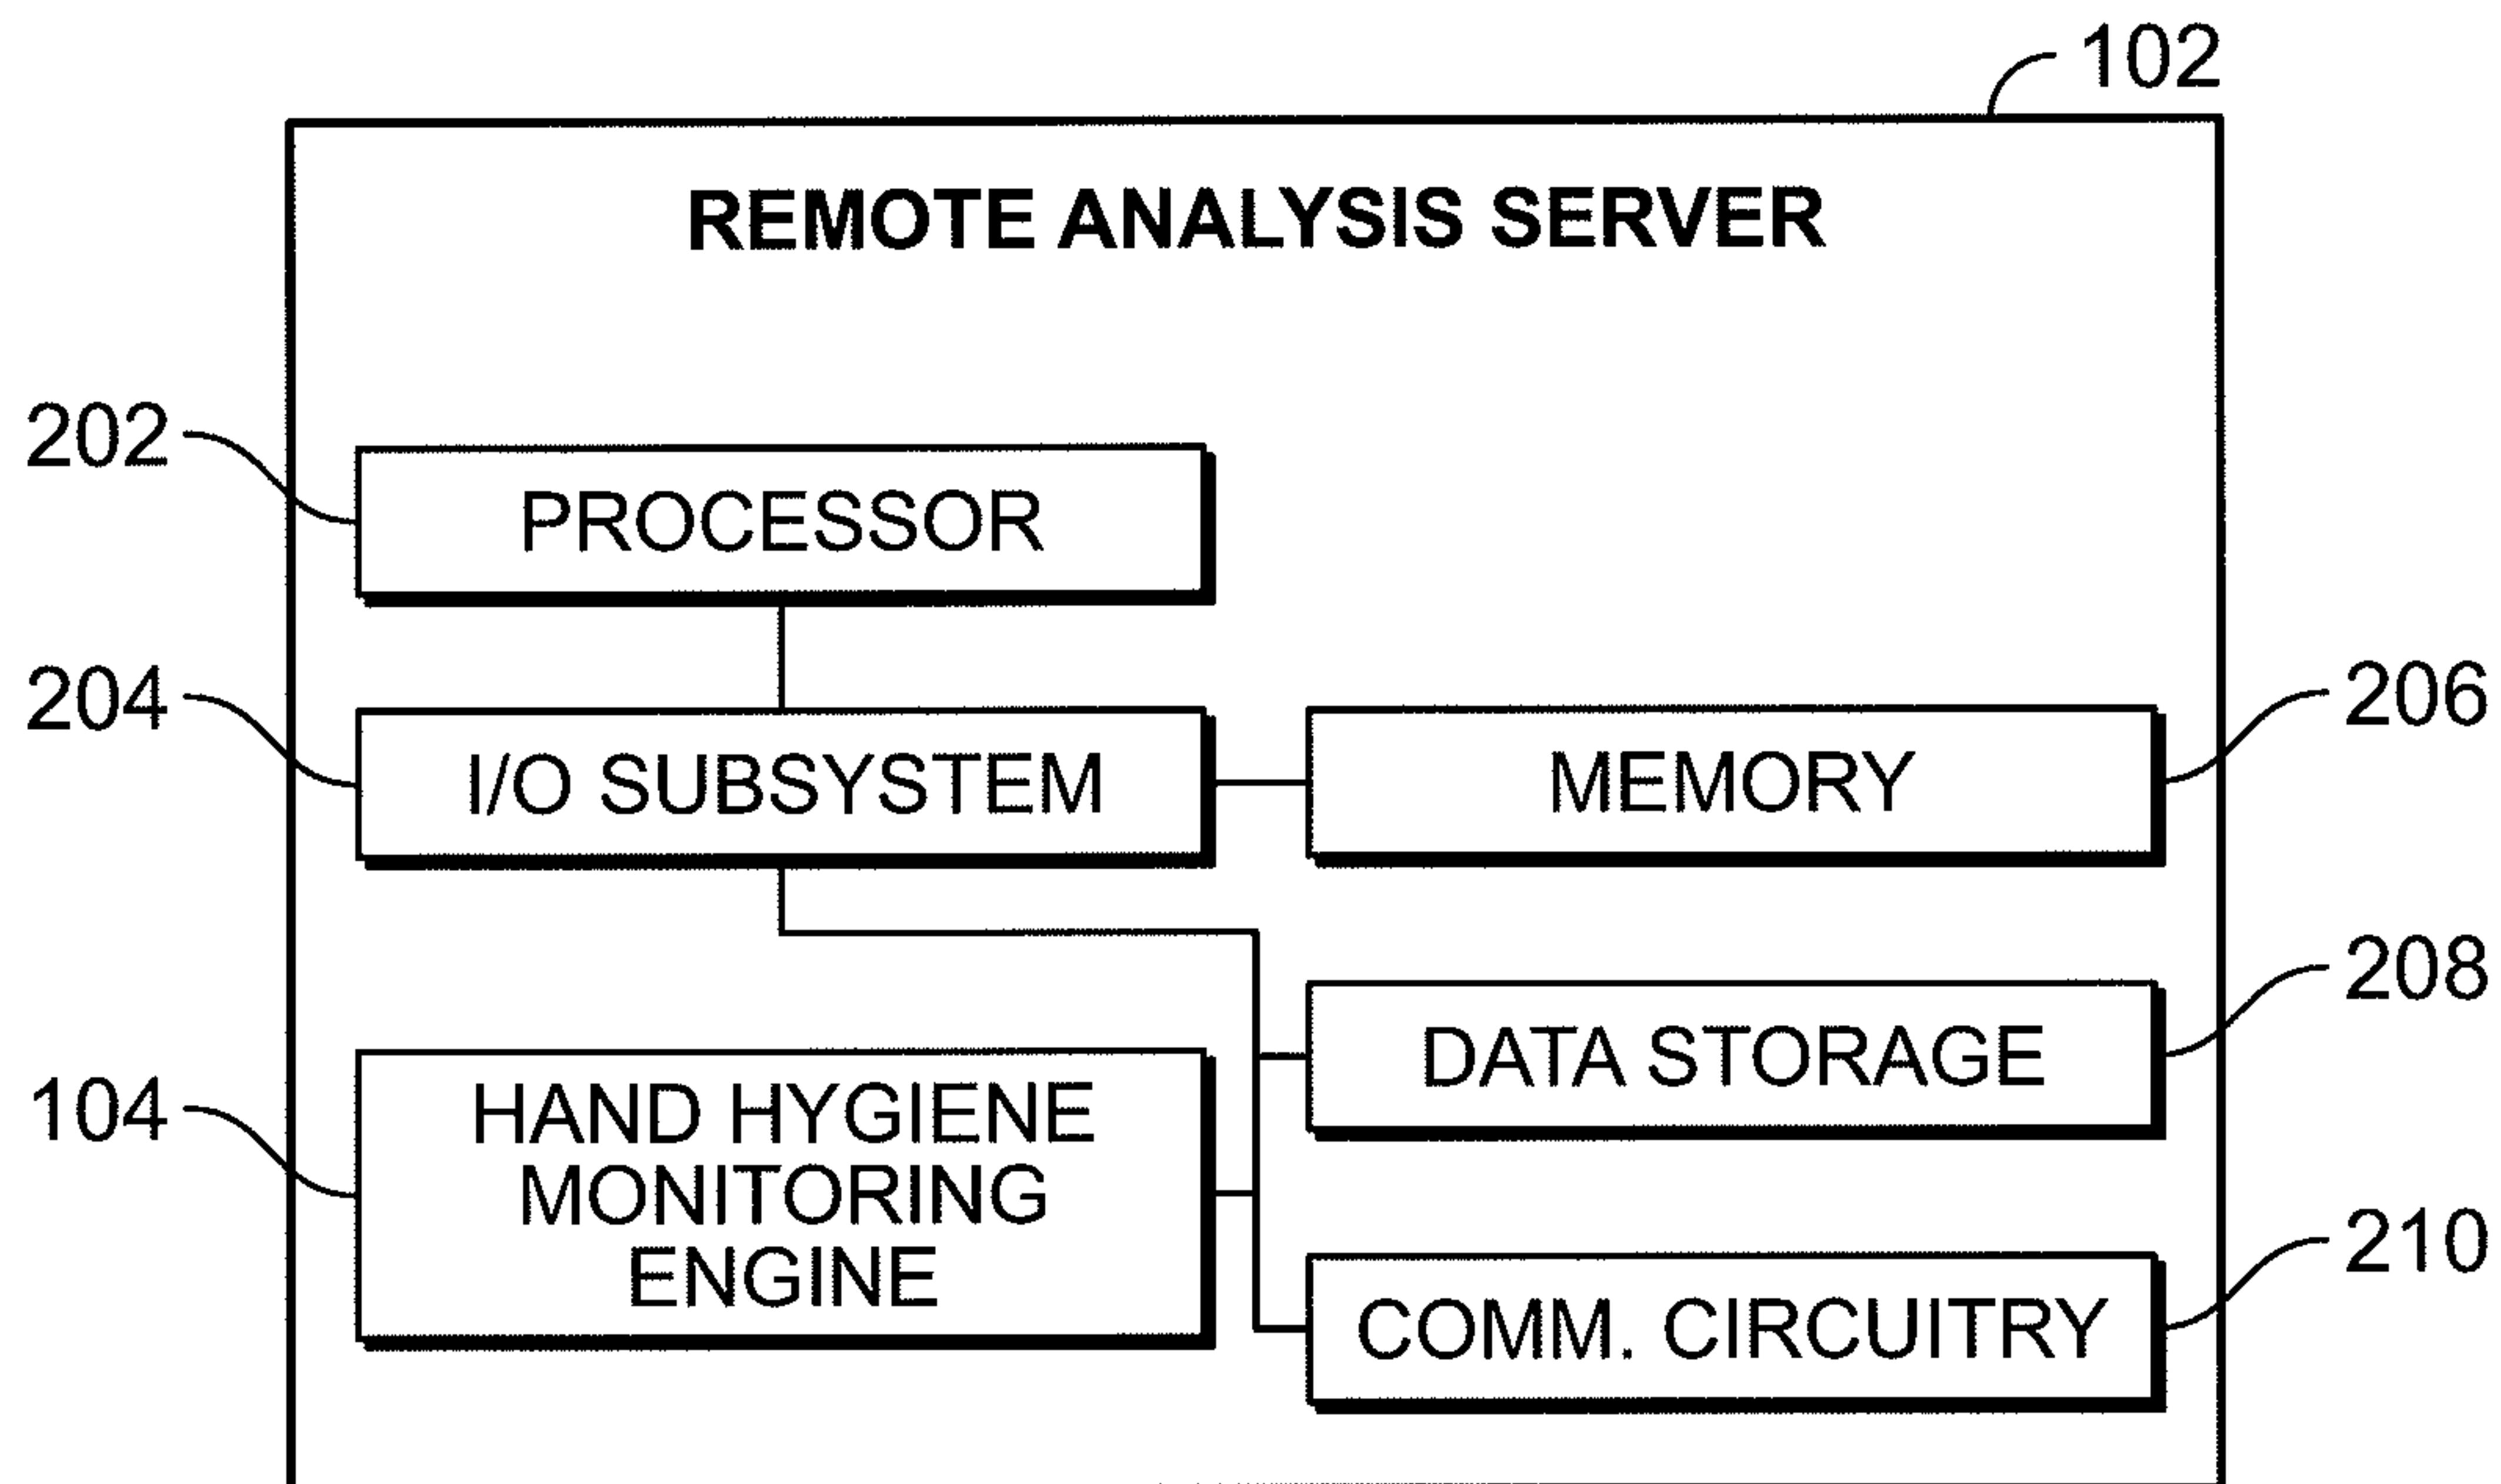 102
REMOTE ANALYSIS SERVER
202
PROCESSOR
204
I/O SUBSYSTEM
MEMORY
206
DATA STORAGE
208
104
HAND HYGIENE
MONITORING
ENGINE
COMM. CIRCUITRY
210